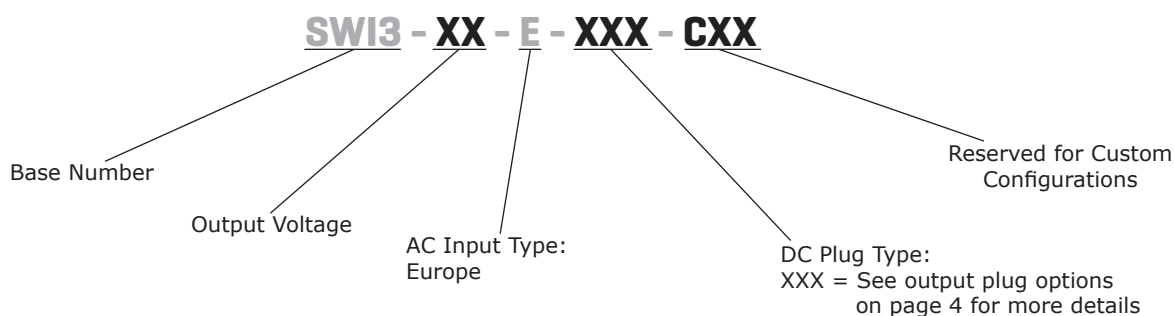 SWI3 - XX - E - XXX - CXX
Base Number
Output Voltage
AC Input Type:
Europe
DC Plug Type:
XXX = See output plug options
on page 4 for more details
Reserved for Custom
Configurations